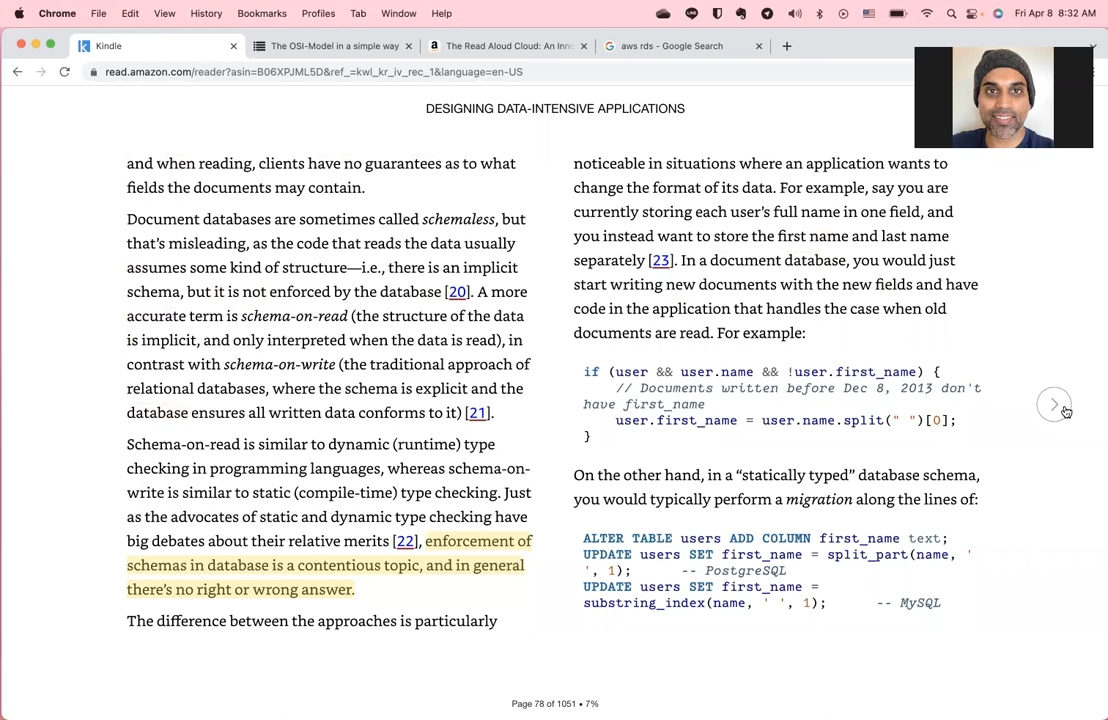 Chrome File Edit View History Bookmarks Profiles Tab Window Help Fri Apr 8 8:32 AM
Kindle The OSI-Model in a simple way The Read Aloud Cloud: An Inn aws rds - Google Search
read.amazon.com/reader?asin=B06XPJML5D&ref_=kwl_kr_iv_rec_1&language=en-US
DESIGNING DATA-INTENSIVE APPLICATIONS
and when reading, clients have no guarantees as to what
fields the documents may contain.
Document databases are sometimes called schemaless, but
that’s misleading, as the code that reads the data usually
assumes some kind of structure—i.e., there is an implicit
schema, but it is not enforced by the database [20]. A more
accurate term is schema-on-read (the structure of the data
is implicit, and only interpreted when the data is read), in
contrast with schema-on-write (the traditional approach of
relational databases, where the schema is explicit and the
database ensures all written data conforms to it) [21].
Schema-on-read is similar to dynamic (runtime) type
checking in programming languages, whereas schema-on-
write is similar to static (compile-time) type checking. Just
as the advocates of static and dynamic type checking have
big debates about their relative merits [22], enforcement of
schemas in database is a contentious topic, and in general
there’s no right or wrong answer.
The difference between the approaches is particularly
noticeable in situations where an application wants to
change the format of its data. For example, say you are
currently storing each user’s full name in one field, and
you instead want to store the first name and last name
separately [23]. In a document database, you would just
start writing new documents with the new fields and have
code in the application that handles the case when old
documents are read. For example:
if (user && user.name && !user.first_name) {
// Documents written before Dec 8, 2013 don't
have first_name
user.first_name = user.name.split(" ")[0];
}
On the other hand, in a “statically typed” database schema,
you would typically perform a migration along the lines of:
ALTER TABLE users ADD COLUMN first_name text;
UPDATE users SET first_name = split_part(name, '
', 1); -- PostgreSQL
UPDATE users SET first_name =
substring_index(name, ' ', 1); -- MySQL
Page 78 of 1051 • 7%